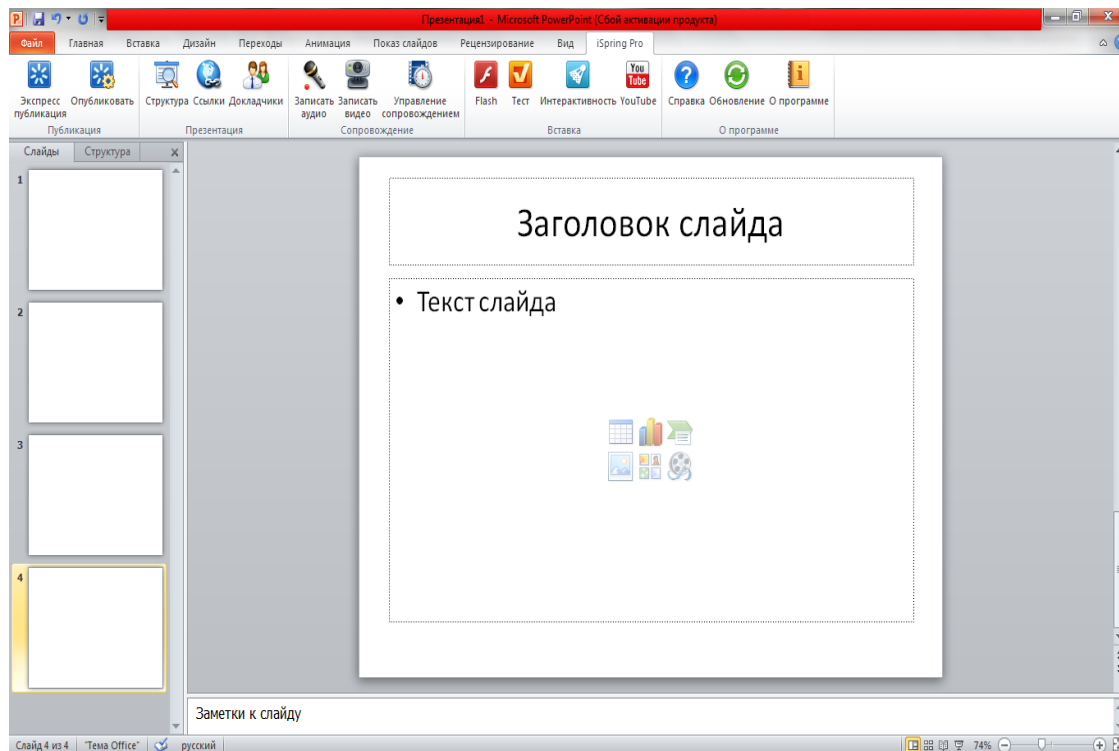 Презентация1 - Microsoft PowerPoint (Сбой активации продукта)
Файл Главная Вставка Дизайн Переходы Анимация Показ слайдов Рецензирование Вид iSpring Pro
Экспресс публикация Опубликовать Структура Ссылки Докладчики Записать аудио Записать видео Управление сопровождением Flash Тест Интерактивность YouTube Справка Обновление О программе
Публикация Презентация Сопровождение Вставка О программе
Слайды Структура
1
Заголовок слайда
• Текст слайда
2
3
4
Заметки к слайду
Слайд 4 из 4 "Тема Office" русский 74%